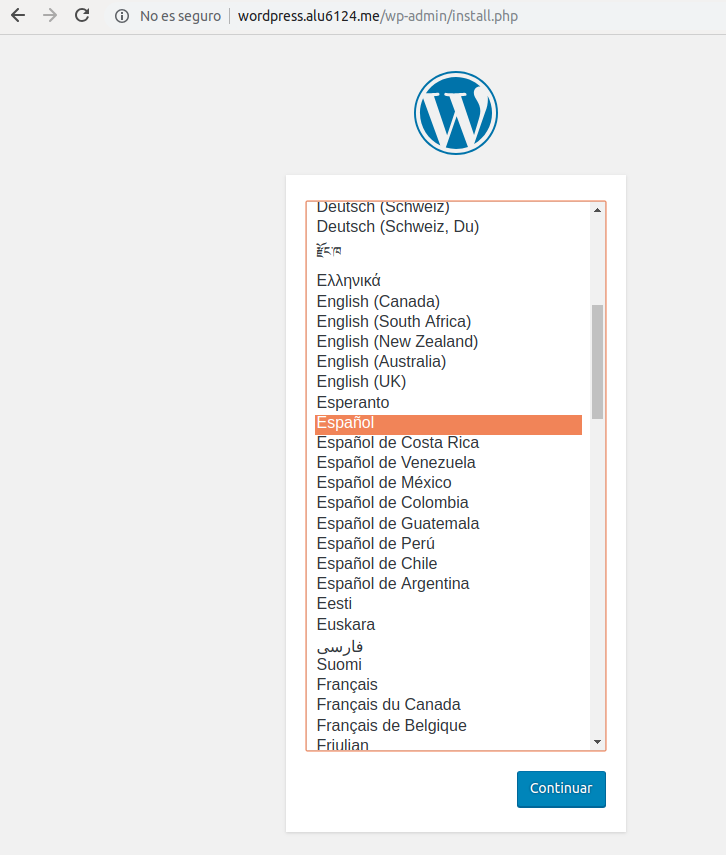 No es seguro
wordpress.alu6124.me/wp-admin/install.php
Deutsch (Schweiz)
Deutsch (Schweiz, Du)
རྫོང་ཁ
Ελληνικά
English (Canada)
English (South Africa)
English (New Zealand)
English (Australia)
English (UK)
Esperanto
Español
Español de Costa Rica
Español de Venezuela
Español de México
Español de Colombia
Español de Guatemala
Español de Perú
Español de Chile
Español de Argentina
Eesti
Euskara
فارسی
Suomi
Français
Français du Canada
Français de Belgique
Friulian
Continuar